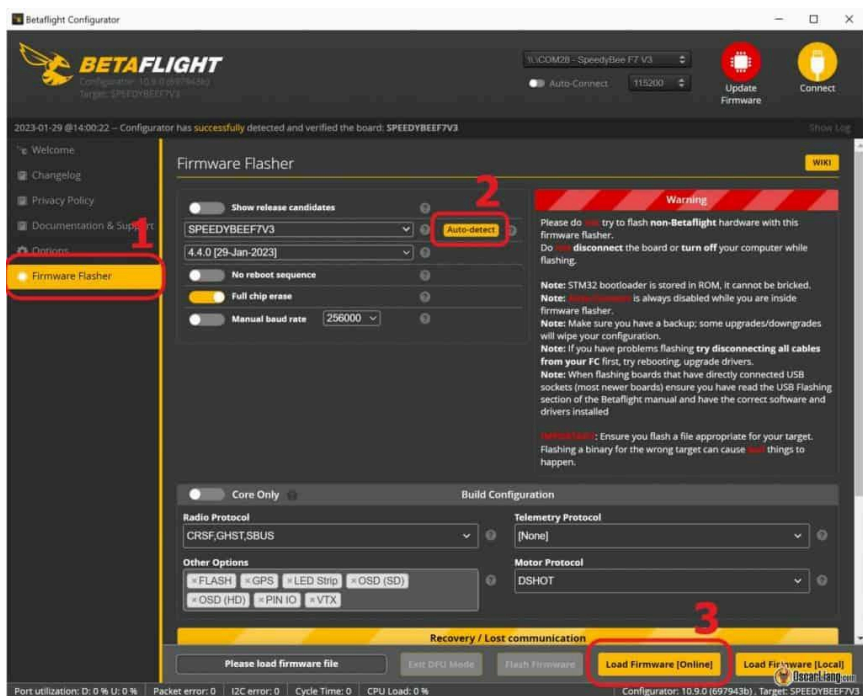 Betaflight Configurator
BETAFLIGHT
Configurator: 10.9.0 (697943b)
Target: SPEEDYBEEF7V3
\\.\COM28 - SpeedyBee F7 V3
Auto-Connect
115200
Update
Firmware
Connect
2023-01-29 @14:00:22 -- Configurator has successfully detected and verified the board: SPEEDYBEEF7V3
Show Log
Welcome
Changelog
Privacy Policy
Documentation & Support
Options
Firmware Flasher
1
Firmware Flasher
WIKI
2
Show release candidates
SPEEDYBEEF7V3
Auto-detect
4.4.0 [29-Jan-2023]
No reboot sequence
Full chip erase
Manual baud rate
256000
Warning
Please do not try to flash non-Betaflight hardware with this
firmware flasher.
Do not disconnect the board or turn off your computer while
flashing.
Note: STM32 bootloader is stored in ROM, it cannot be bricked.
Note: Auto-Connect is always disabled while you are inside
firmware flasher.
Note: Make sure you have a backup; some upgrades/downgrades
will wipe your configuration.
Note: If you have problems flashing try disconnecting all cables
from your FC first, try rebooting, upgrade drivers.
Note: When flashing boards that have directly connected USB
sockets (most newer boards) ensure you have read the USB Flashing
section of the Betaflight manual and have the correct software and
drivers installed
IMPORTANT: Ensure you flash a file appropriate for your target.
Flashing a binary for the wrong target can cause bad things to
happen.
Core Only
Build Configuration
Radio Protocol
CRSF,GHST,SBUS
Telemetry Protocol
[None]
Other Options
×FLASH ×GPS ×LED Strip ×OSD (SD)
×OSD (HD) ×PIN IO ×VTX
Motor Protocol
DSHOT
3
Recovery / Lost communication
Please load firmware file
Exit DFU Mode
Flash Firmware
Load Firmware [Online]
Load Firmware [Local]
OscarLiang.com
Port utilization: D: 0 % U: 0 %
Packet error: 0
I2C error: 0
Cycle Time: 0
CPU Load: 0 %
Configurator: 10.9.0 (697943b) , Target: SPEEDYBEEF7V3